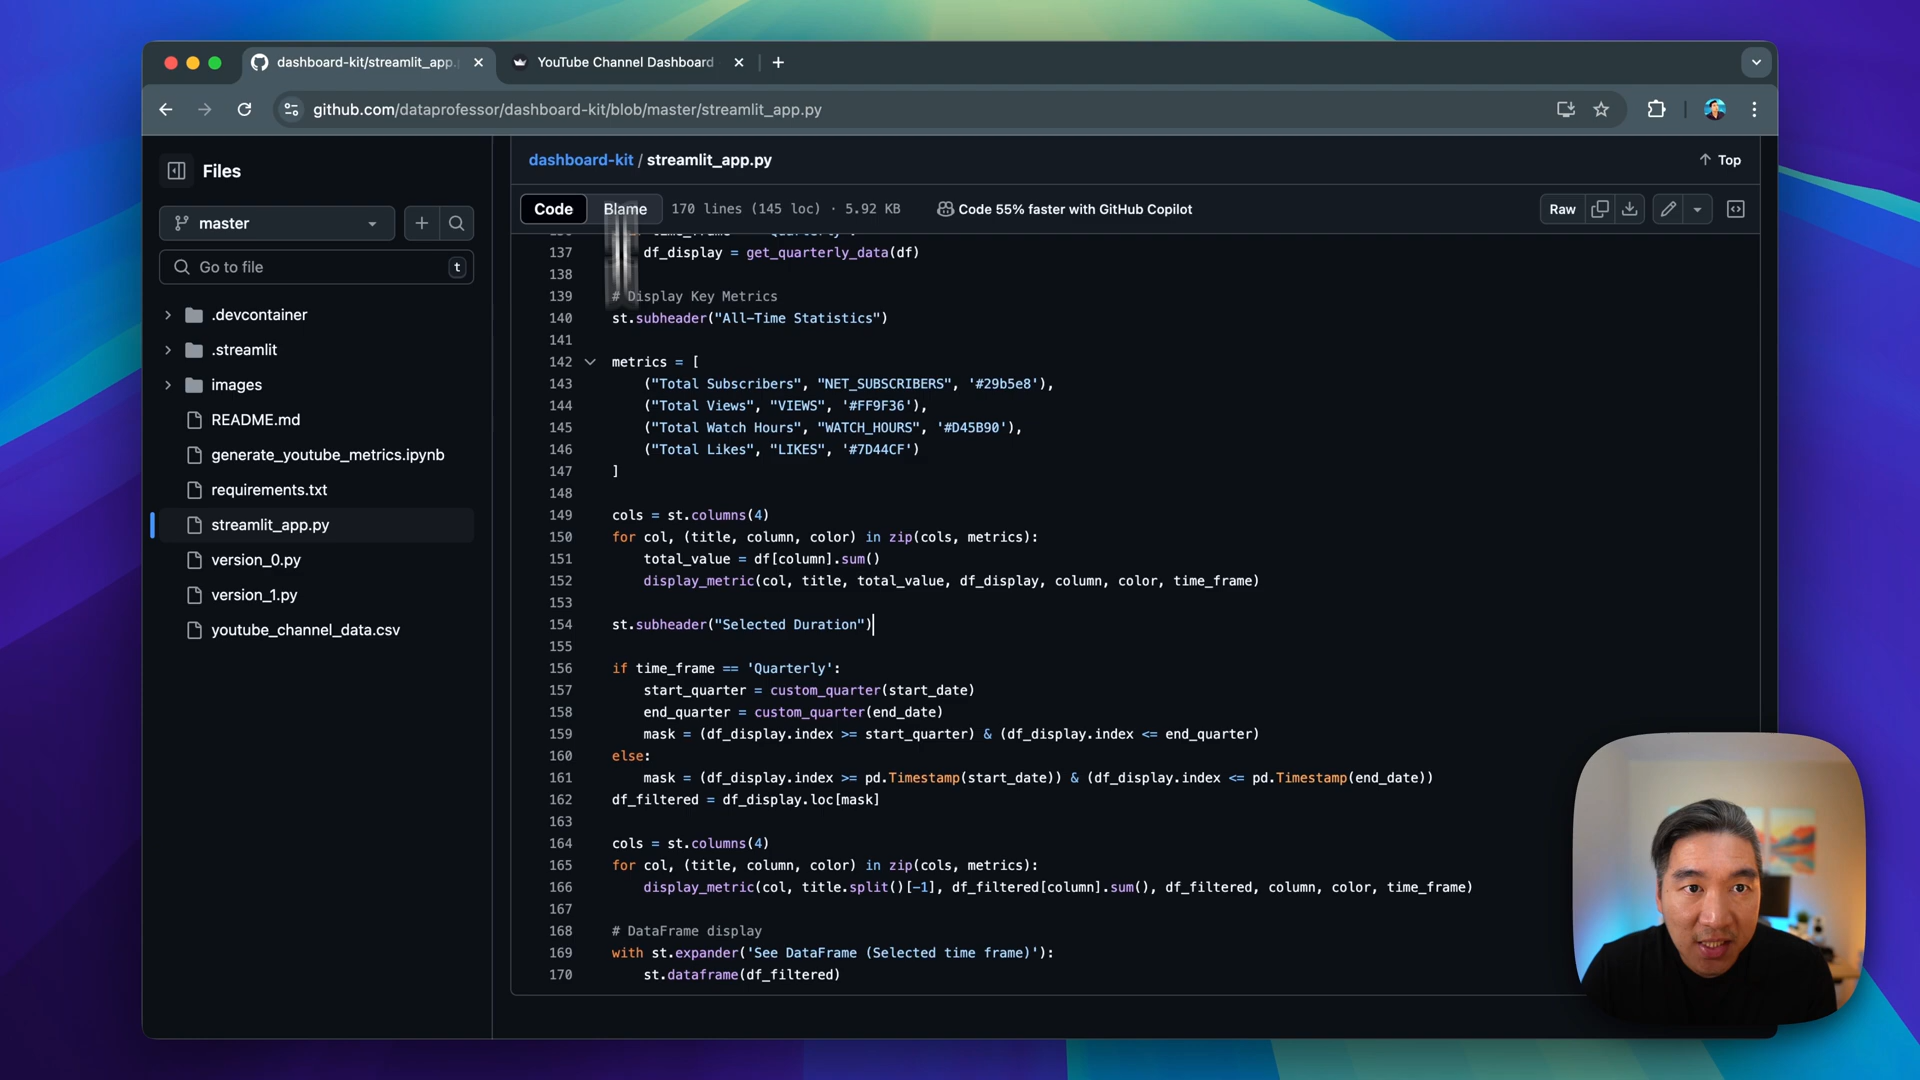 dashboard-kit/streamlit_app.
YouTube Channel Dashboard
github.com/dataprofessor/dashboard-kit/blob/master/streamlit_app.py
Files
dashboard-kit / streamlit_app.py
Top
master
Code Blame 170 lines (145 loc) · 5.92 KB Code 55% faster with GitHub Copilot Raw
Go to file t
.devcontainer
.streamlit
images
README.md
generate_youtube_metrics.ipynb
requirements.txt
streamlit_app.py
version_0.py
version_1.py
youtube_channel_data.csv
137 df_display = get_quarterly_data(df)
138
139 # Display Key Metrics
140 st.subheader("All-Time Statistics")
141
142 metrics = [
143 ("Total Subscribers", "NET_SUBSCRIBERS", '#29b5e8'),
144 ("Total Views", "VIEWS", '#FF9F36'),
145 ("Total Watch Hours", "WATCH_HOURS", '#D45B90'),
146 ("Total Likes", "LIKES", '#7D44CF')
147 ]
148
149 cols = st.columns(4)
150 for col, (title, column, color) in zip(cols, metrics):
151 total_value = df[column].sum()
152 display_metric(col, title, total_value, df_display, column, color, time_frame)
153
154 st.subheader("Selected Duration")
155
156 if time_frame == 'Quarterly':
157 start_quarter = custom_quarter(start_date)
158 end_quarter = custom_quarter(end_date)
159 mask = (df_display.index >= start_quarter) & (df_display.index <= end_quarter)
160 else:
161 mask = (df_display.index >= pd.Timestamp(start_date)) & (df_display.index <= pd.Timestamp(end_date))
162 df_filtered = df_display.loc[mask]
163
164 cols = st.columns(4)
165 for col, (title, column, color) in zip(cols, metrics):
166 display_metric(col, title.split()[-1], df_filtered[column].sum(), df_filtered, column, color, time_frame)
167
168 # DataFrame display
169 with st.expander('See DataFrame (Selected time frame)'):
170 st.dataframe(df_filtered)